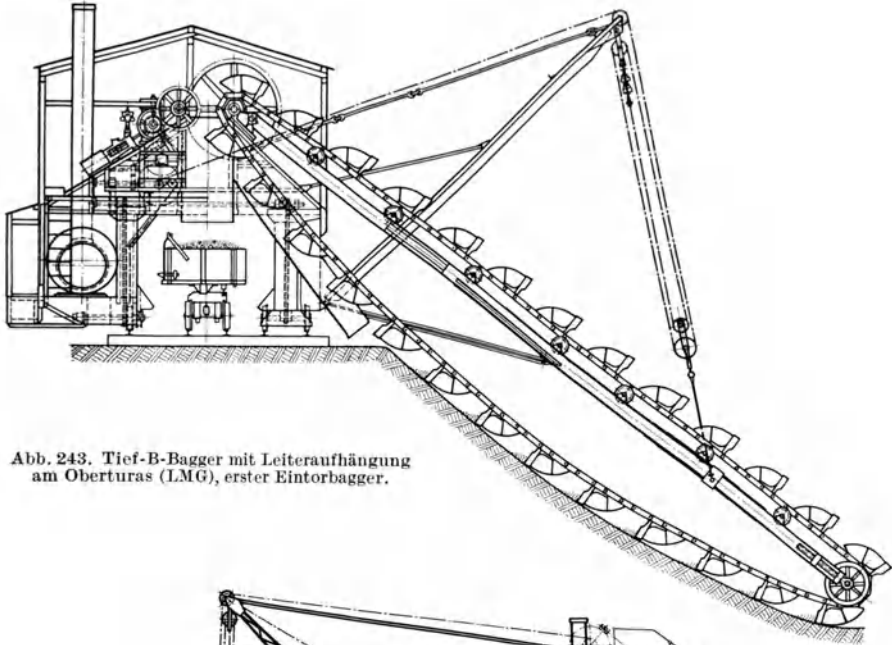 Abb. 243. Tief-B-Bagger mit Leiteraufhängung
am Oberturas (LMG), erster Eintorbagger.